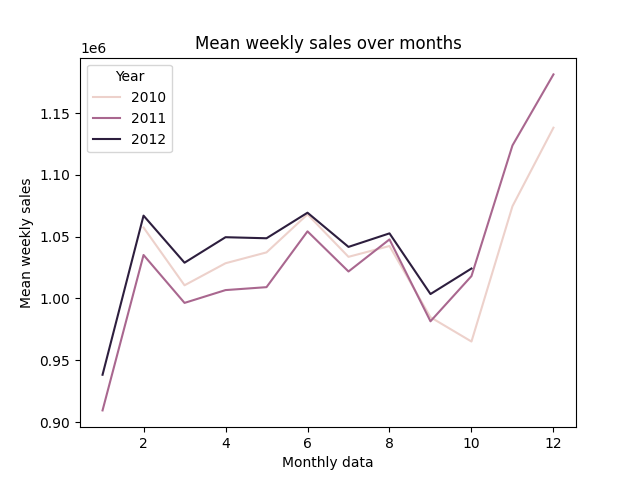 Mean weekly sales over months
1e6
Year
2010
2011
2012
1.15
1.10
1.05
1.00
0.95
0.90
Mean weekly sales
2 4 6 8 10 12
Monthly data